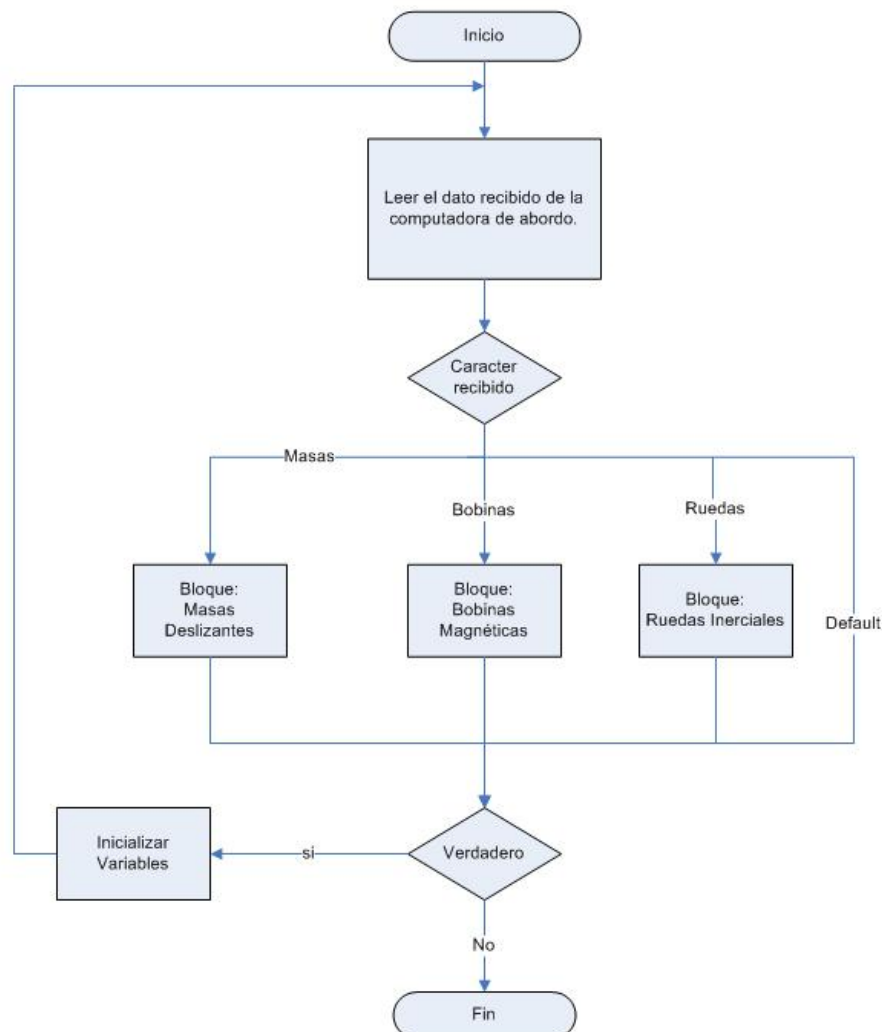 Inicio
Leer el dato recibido de la
computadora de abordo.
Caracter
recibido
Masas
Bobinas
Ruedas
Bloque:
Masas
Deslizantes
Bloque:
Bobinas
Magnéticas
Bloque:
Ruedas Inerciales
Default
Inicializar
Variables
si
Verdadero
No
Fin